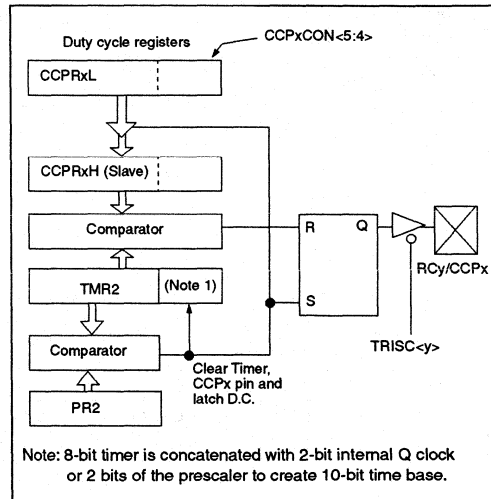 Duty cycle registers
CCPxCON<5:4>
CCPRxL
CCPRxH (Slave)
Comparator
R
Q
RCy/CCPx
TMR2
(Note 1)
S
TRISC<y>
Comparator
Clear Timer,
CCPx pin and
latch D.C.
PR2
Note: 8-bit timer is concatenated with 2-bit internal Q clock
or 2 bits of the prescaler to create 10-bit time base.